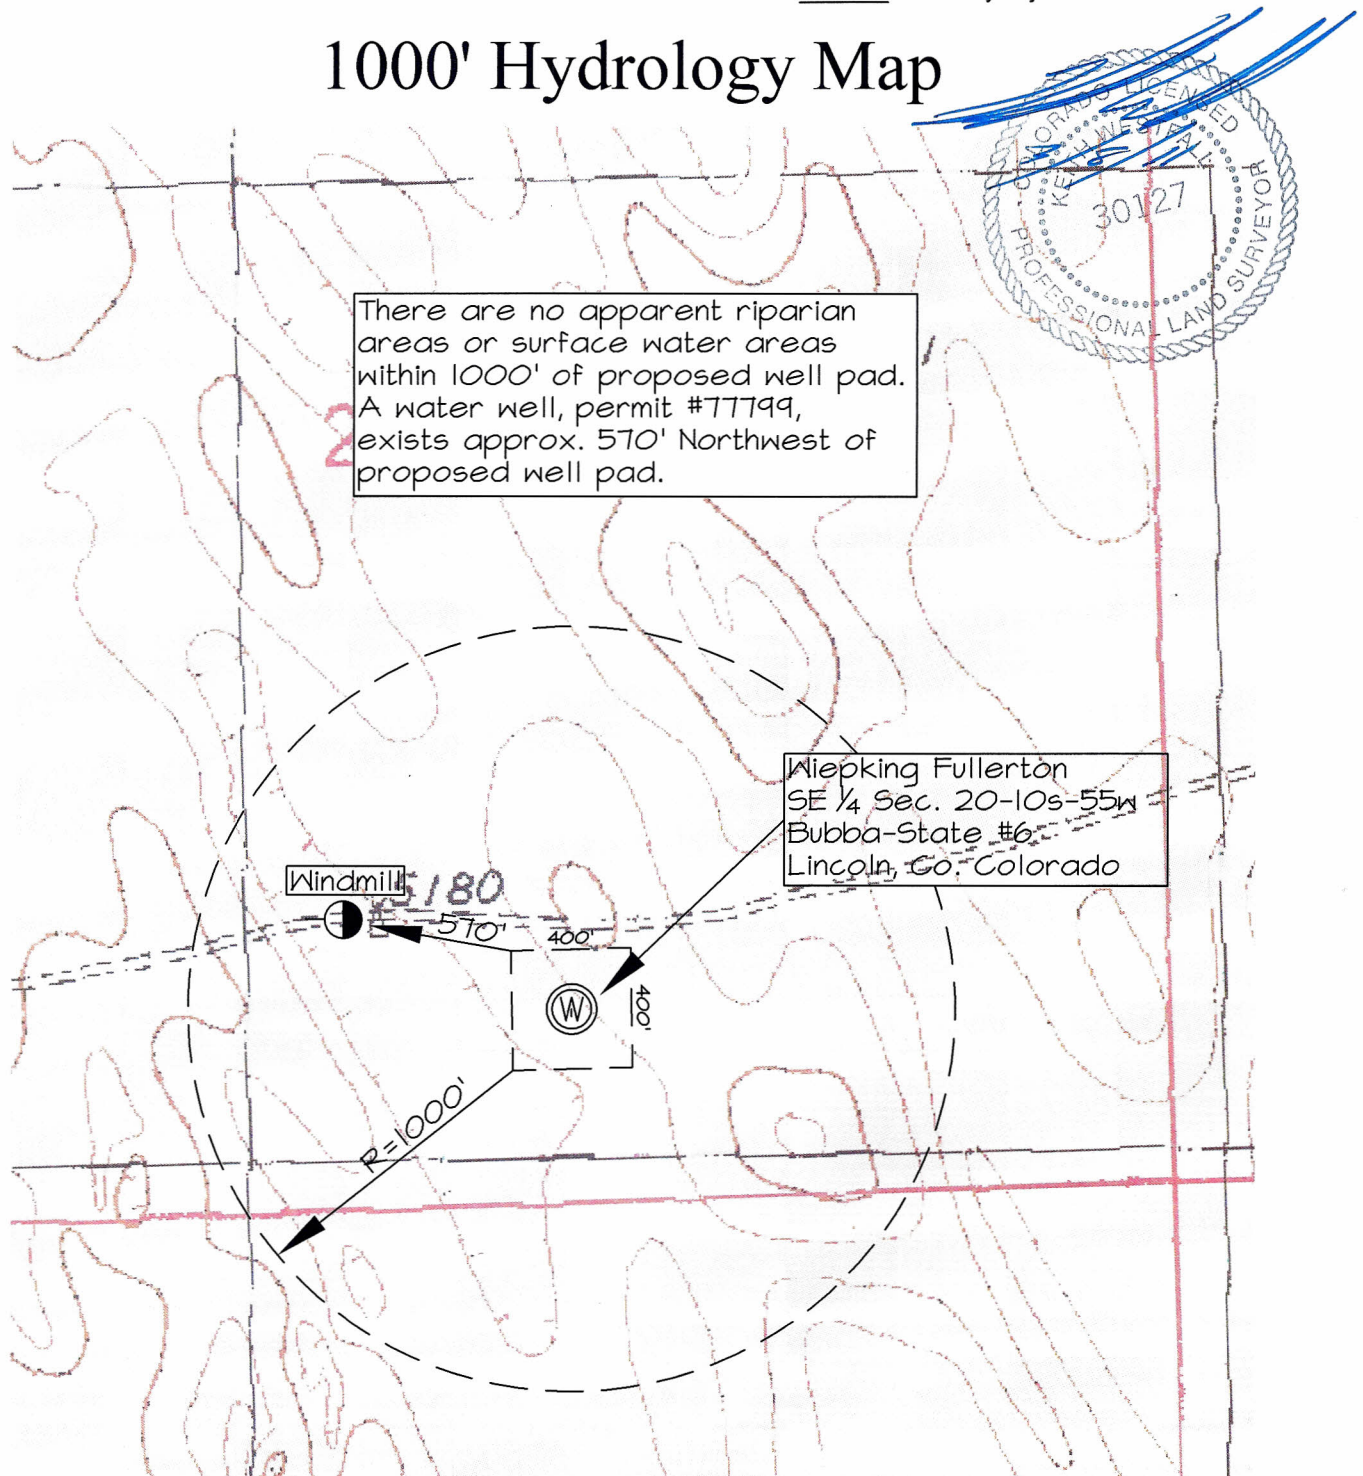 1000' Hydrology Map
COLORADO LICENSED
KEITH WESTFALL
30127
PROFESSIONAL LAND SURVEYOR
There are no apparent riparian
areas or surface water areas
within 1000' of proposed well pad.
A water well, permit #77799,
exists approx. 570' Northwest of
proposed well pad.
2
Wiepking Fullerton
SE 1/4 Sec. 20-10s-55w
Bubba-State #6
Lincoln, Co. Colorado
Windmill
5180
570'
400'
W
400'
R=1000'